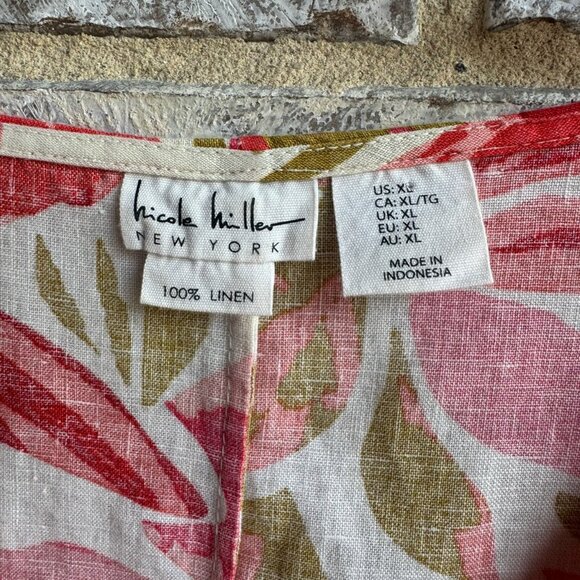 nicole miller
NEW YORK
100% LINEN
US: XL
CA: XL/TG
UK: XL
EU: XL
AU: XL
MADE IN
INDONESIA